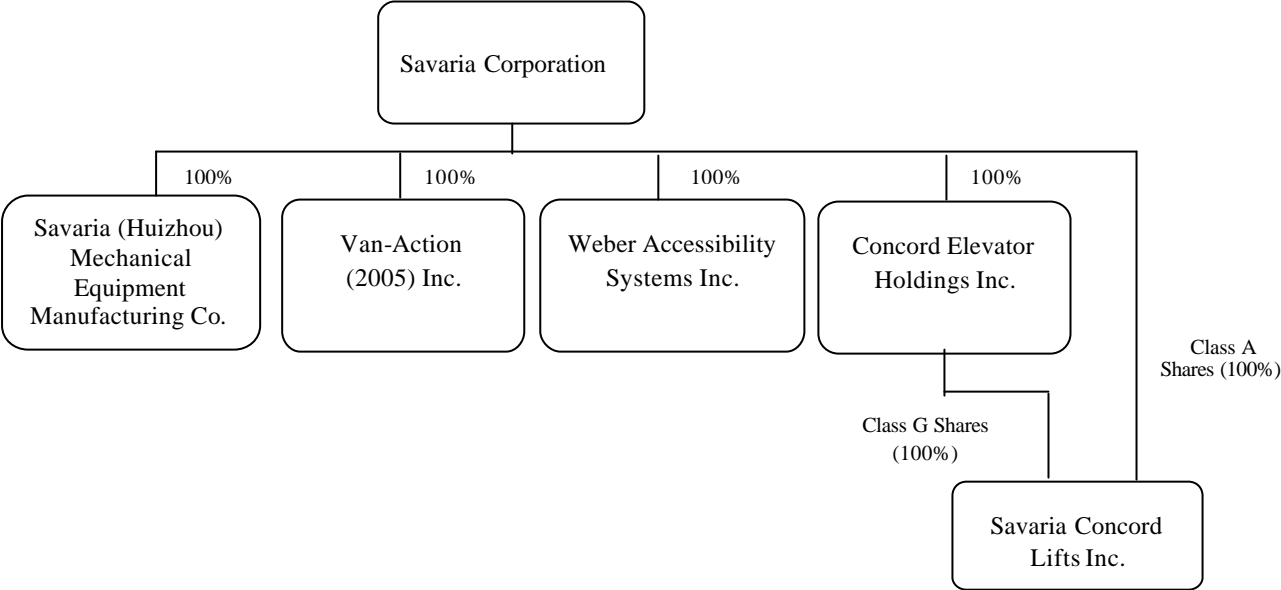 Savaria Corporation
100%
100%
100%
100%
Savaria (Huizhou)
Mechanical
Equipment
Manufacturing Co.
Van-Action
(2005) Inc.
Weber Accessibility
Systems Inc.
Concord Elevator
Holdings Inc.
Class A
Shares (100%)
Class G Shares
(100%)
Savaria Concord
Lifts Inc.